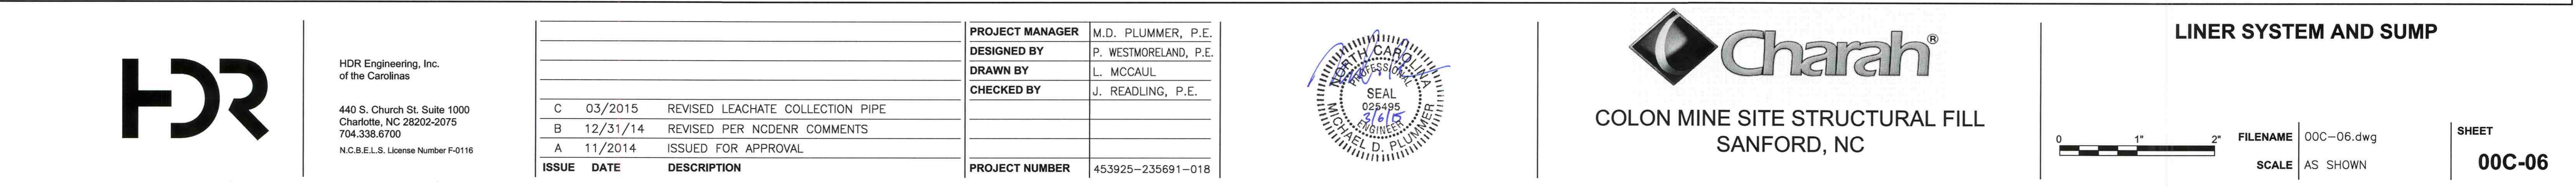 HDR
HDR Engineering, Inc.
of the Carolinas
440 S. Church St. Suite 1000
Charlotte, NC 28202-2075
704.338.6700
N.C.B.E.L.S. License Number F-0116
C 03/2015 REVISED LEACHATE COLLECTION PIPE
B 12/31/14 REVISED PER NCDENR COMMENTS
A 11/2014 ISSUED FOR APPROVAL
ISSUE DATE DESCRIPTION
PROJECT MANAGER M.D. PLUMMER, P.E.
DESIGNED BY P. WESTMORELAND, P.E.
DRAWN BY L. MCCAUL
CHECKED BY J. READLING, P.E.
PROJECT NUMBER 453925-235691-018
NORTH CAROLINA
PROFESSIONAL
SEAL
025495
3/6/15
ENGINEER
MICHAEL D. PLUMMER
Charah®
COLON MINE SITE STRUCTURAL FILL
SANFORD, NC
LINER SYSTEM AND SUMP
0 1" 2"
FILENAME 00C-06.dwg
SCALE AS SHOWN
SHEET
00C-06